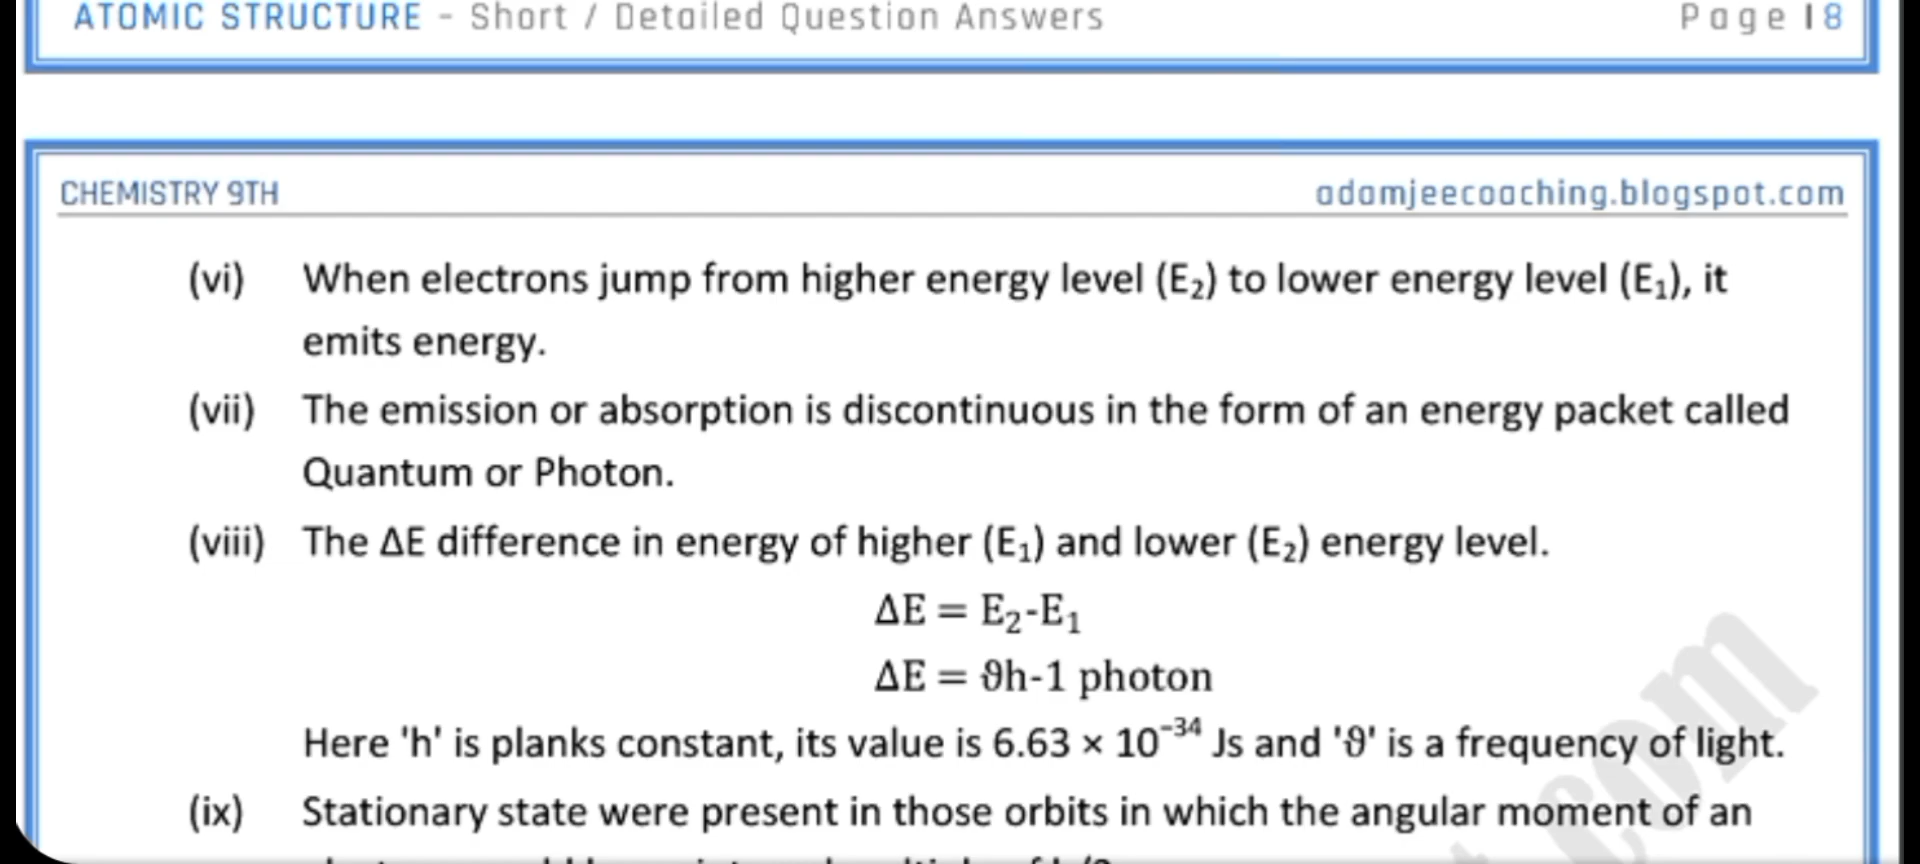 ATOMIC STRUCTURE - Short / Detailed Question Answers Page | 8
CHEMISTRY 9TH adamjeecoaching.blogspot.com
(vi) When electrons jump from higher energy level (E₂) to lower energy level (E₁), it
emits energy.
(vii) The emission or absorption is discontinuous in the form of an energy packet called
Quantum or Photon.
(viii) The ΔE difference in energy of higher (E₁) and lower (E₂) energy level.
ΔE = E₂-E₁
ΔE = ϑh-1 photon
Here 'h' is planks constant, its value is 6.63 × 10⁻³⁴ Js and 'ϑ' is a frequency of light.
(ix) Stationary state were present in those orbits in which the angular moment of an
com